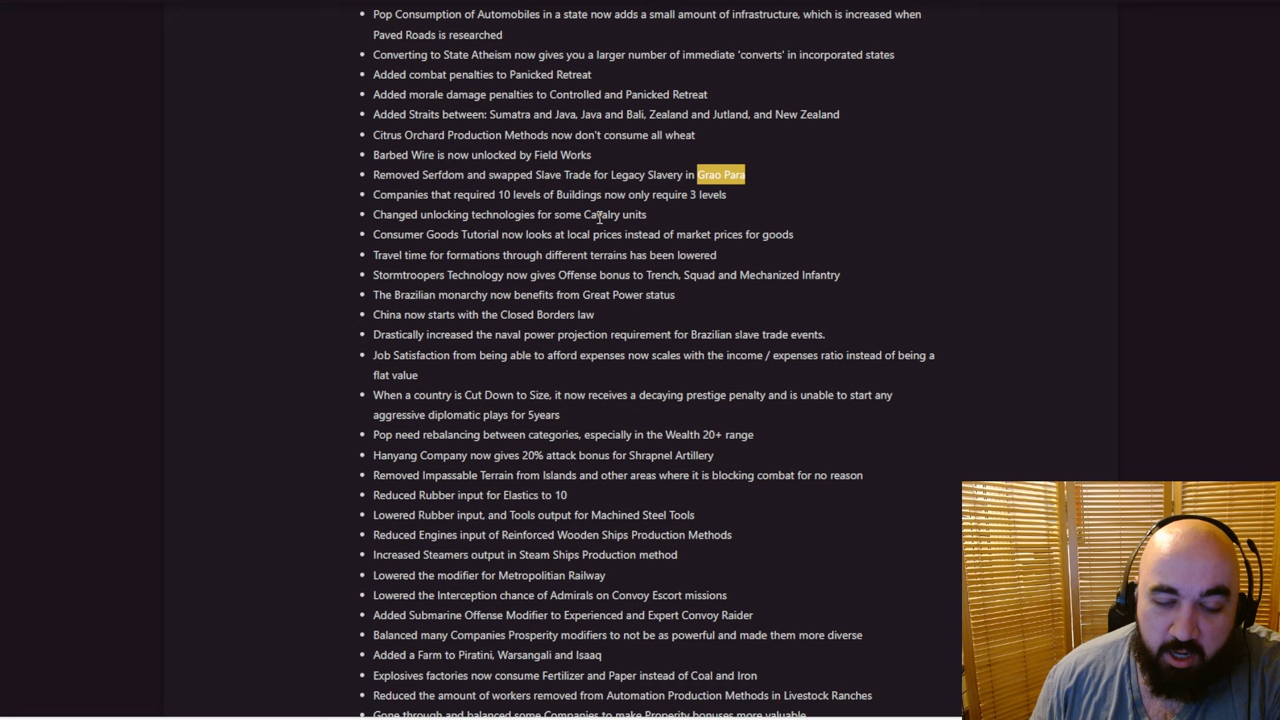 Pop Consumption of Automobiles in a state now adds a small amount of infrastructure, which is increased when
Paved Roads is researched
Converting to State Atheism now gives you a larger number of immediate 'converts' in incorporated states
Added combat penalties to Panicked Retreat
Added morale damage penalties to Controlled and Panicked Retreat
Added Straits between: Sumatra and Java, Java and Bali, Zealand and Jutland, and New Zealand
Citrus Orchard Production Methods now don't consume all wheat
Barbed Wire is now unlocked by Field Works
Removed Serfdom and swapped Slave Trade for Legacy Slavery in Grao Para
Companies that required 10 levels of Buildings now only require 3 levels
Changed unlocking technologies for some Cavalry units
Consumer Goods Tutorial now looks at local prices instead of market prices for goods
Travel time for formations through different terrains has been lowered
Stormtroopers Technology now gives Offense bonus to Trench, Squad and Mechanized Infantry
The Brazilian monarchy now benefits from Great Power status
China now starts with the Closed Borders law
Drastically increased the naval power projection requirement for Brazilian slave trade events.
Job Satisfaction from being able to afford expenses now scales with the income / expenses ratio instead of being a
flat value
When a country is Cut Down to Size, it now receives a decaying prestige penalty and is unable to start any
aggressive diplomatic plays for 5years
Pop need rebalancing between categories, especially in the Wealth 20+ range
Hanyang Company now gives 20% attack bonus for Shrapnel Artillery
Removed Impassable Terrain from Islands and other areas where it is blocking combat for no reason
Reduced Rubber input for Elastics to 10
Lowered Rubber input, and Tools output for Machined Steel Tools
Reduced Engines input of Reinforced Wooden Ships Production Methods
Increased Steamers output in Steam Ships Production method
Lowered the modifier for Metropolitian Railway
Lowered the Interception chance of Admirals on Convoy Escort missions
Added Submarine Offense Modifier to Experienced and Expert Convoy Raider
Balanced many Companies Prosperity modifiers to not be as powerful and made them more diverse
Added a Farm to Piratini, Warsangali and Isaaq
Explosives factories now consume Fertilizer and Paper instead of Coal and Iron
Reduced the amount of workers removed from Automation Production Methods in Livestock Ranches
Gone through and balanced some Companies to make Properity bonuses more valuable